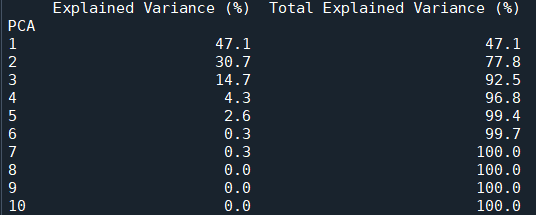 Explained Variance (%) Total Explained Variance (%)
PCA
1 47.1 47.1
2 30.7 77.8
3 14.7 92.5
4 4.3 96.8
5 2.6 99.4
6 0.3 99.7
7 0.3 100.0
8 0.0 100.0
9 0.0 100.0
10 0.0 100.0